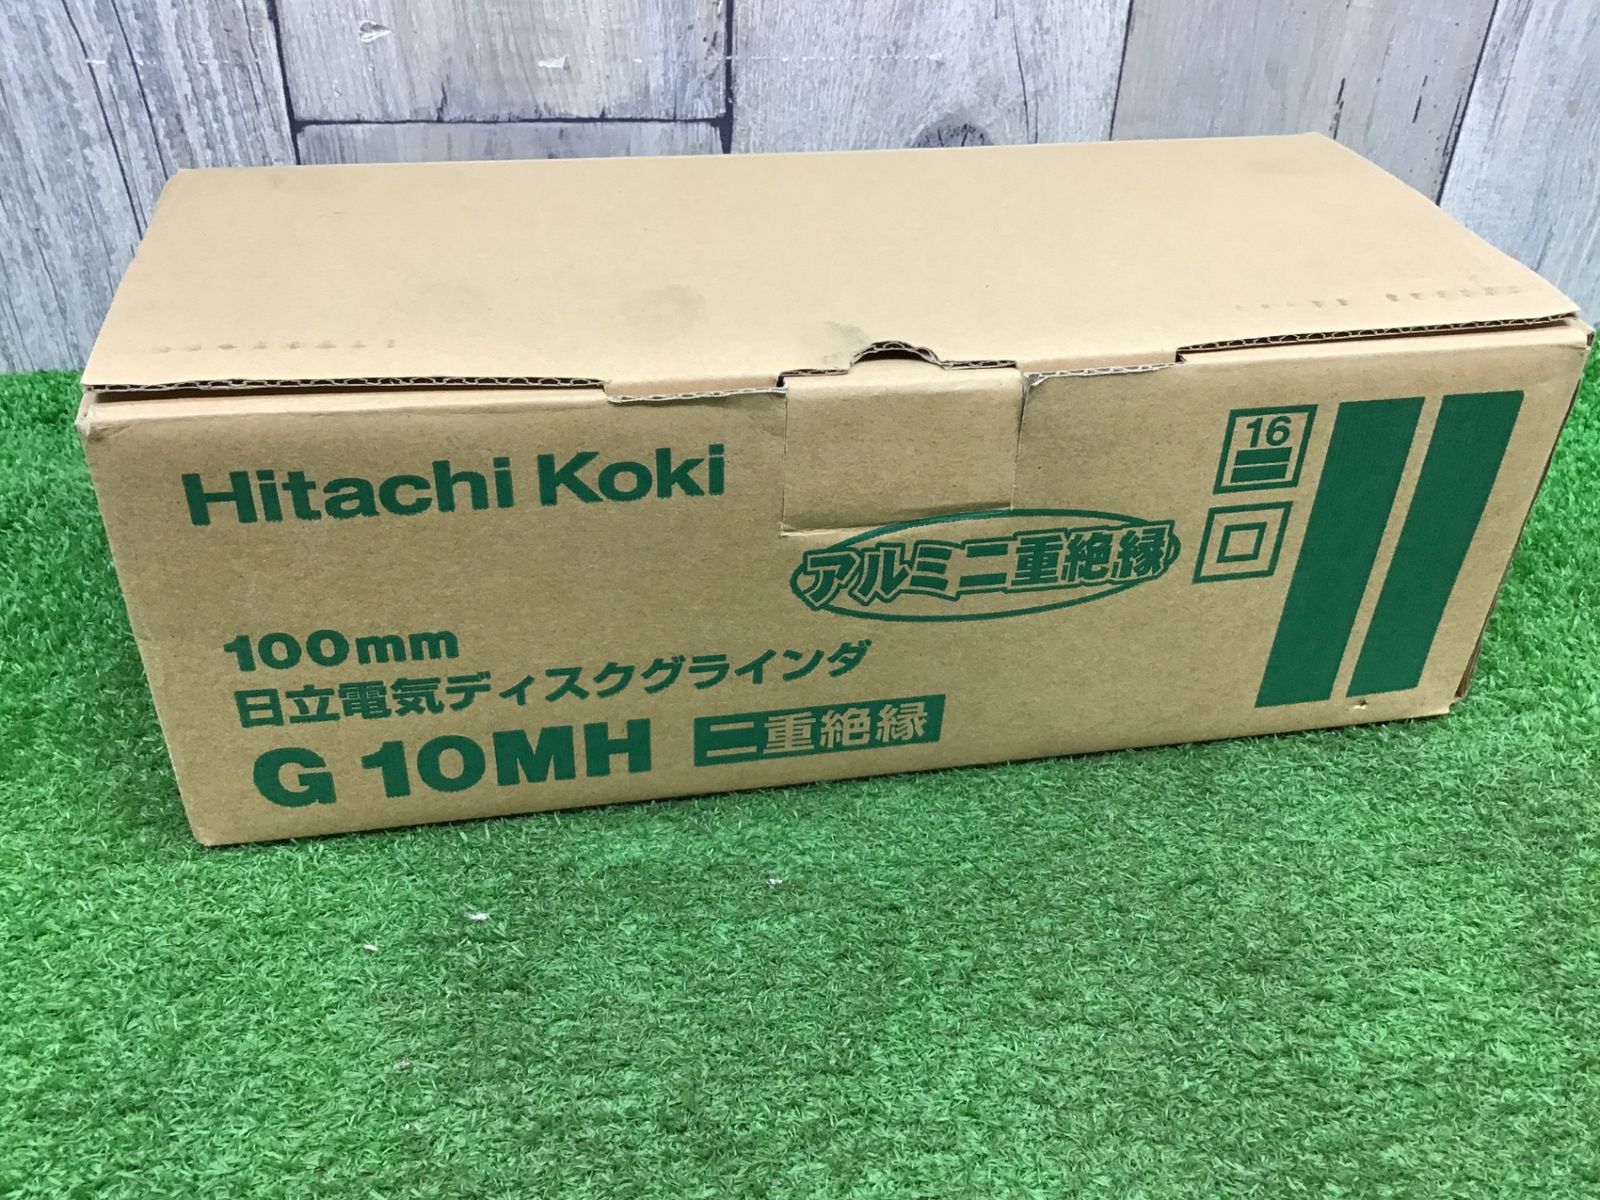 Hitachi Koki
アルミ二重絶縁
16
100mm
日立電気ディスクグラインダ
G 10MH 二重絶縁